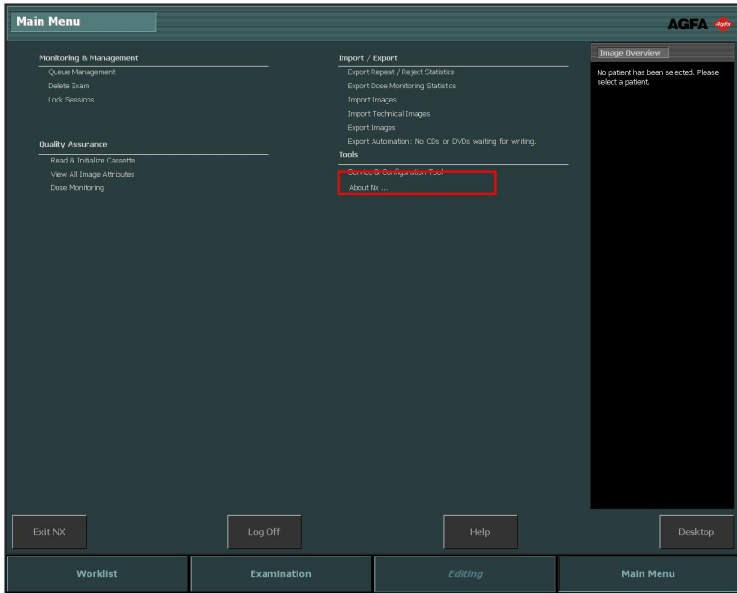 Main Menu
AGFA
Agfa
Monitoring & Management
Queue Management
Delete Exam
Lock Sessions
Quality Assurance
Read & Initialize Cassette
View All Image Attributes
Dose Monitoring
Import / Export
Export Repeat / Reject Statistics
Export Dose Monitoring Statistics
Import Images
Import Technical Images
Export Images
Export Automation: No CDs or DVDs waiting for writing.
Tools
Service & Configuration Tool
About Nx ...
Image Overview
No patient has been selected. Please
select a patient.
Exit NX
Log Off
Help
Desktop
Worklist
Examination
Editing
Main Menu